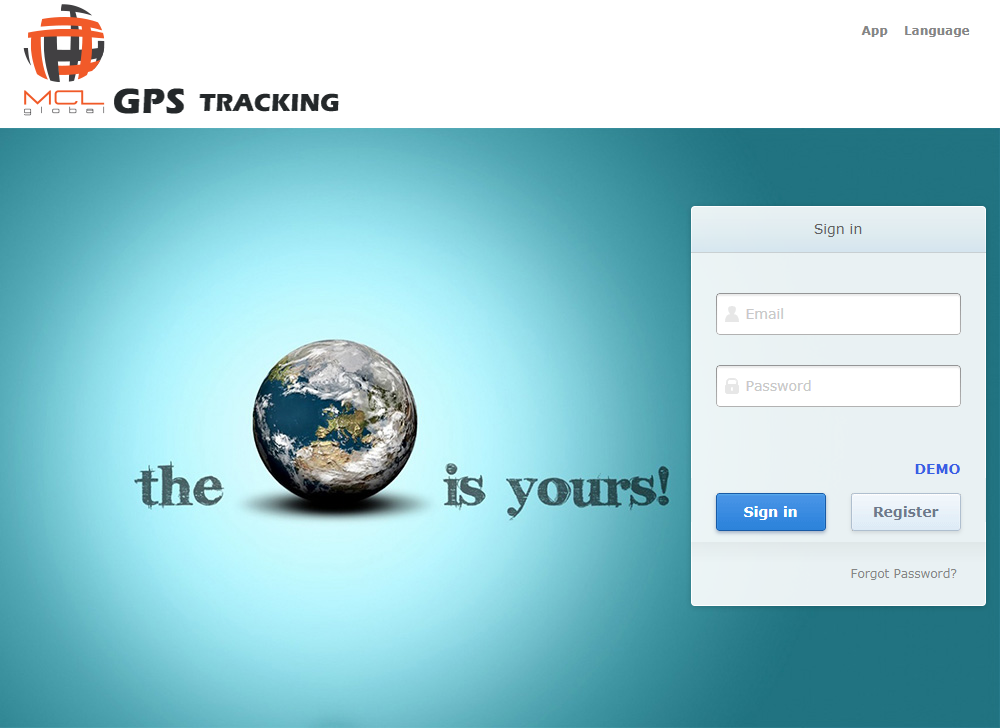 App Language
MCL
global
GPS TRACKING
Sign in
Email
Password
the is yours!
DEMO
Sign in Register
Forgot Password?